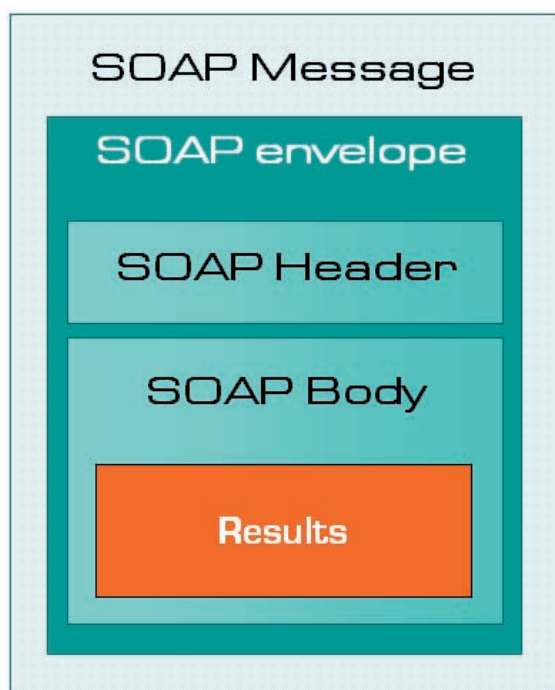 SOAP Message
SOAP envelope
SOAP Header
SOAP Body
Results